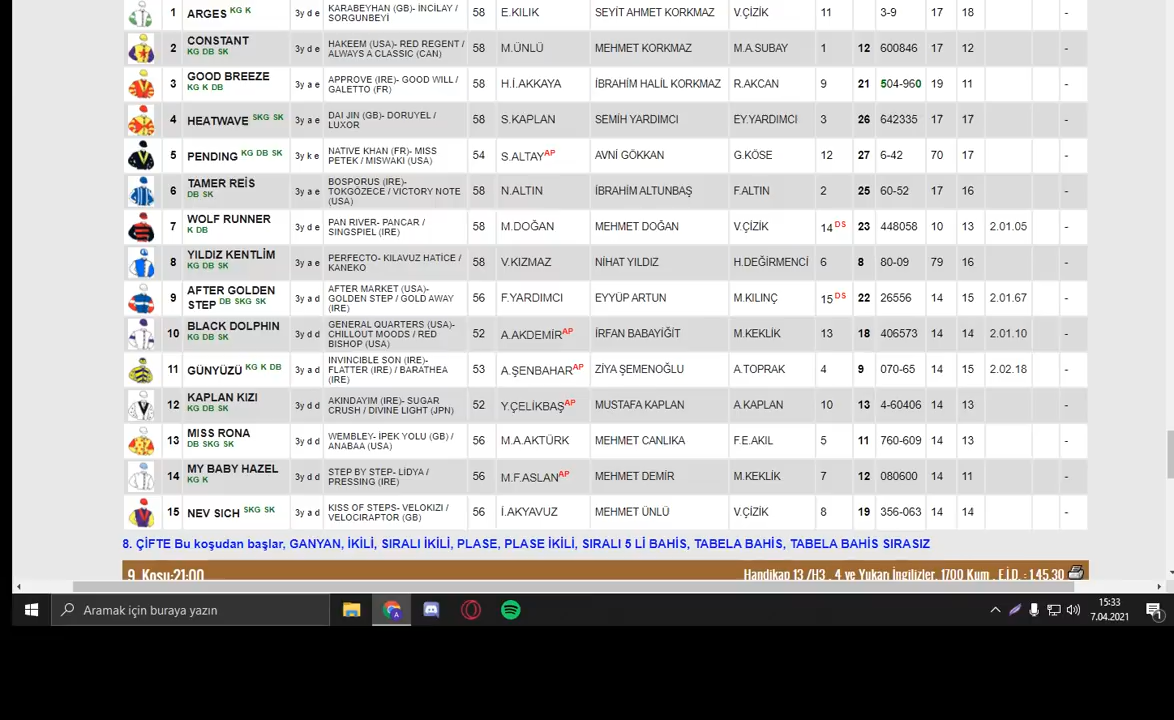 1 ARGES KG K 3y d e KARABEYHAN (GB)- İNCİLAY / SORGUNBEYİ 58 E.KILIK SEYİT AHMET KORKMAZ V.ÇİZİK 11 3-9 17 18 -
2 CONSTANT KG DB SK 3y d e HAKEEM (USA)- RED REGENT / ALWAYS A CLASSIC (CAN) 58 M.ÜNLÜ MEHMET KORKMAZ M.A.SUBAY 1 12 600846 17 12 -
3 GOOD BREEZE KG K DB 3y a e APPROVE (IRE)- GOOD WILL / GALETTO (FR) 58 H.İ.AKKAYA İBRAHİM HALİL KORKMAZ R.AKCAN 9 21 504-960 19 11 -
4 HEATWAVE SKG SK 3y a e DAI JIN (GB)- DORUYEL / LUXOR 58 S.KAPLAN SEMİH YARDIMCI EY.YARDIMCI 3 26 642335 17 17 -
5 PENDING KG DB SK 3y k e NATIVE KHAN (FR)- MISS PETEK / MISWAKI (USA) 54 S.ALTAY AP AVNİ GÖKKAN G.KÖSE 12 27 6-42 70 17 -
6 TAMER REİS DB SK 3y a e BOSPORUS (IRE)- TOKGÖZECE / VICTORY NOTE (USA) 58 N.ALTIN İBRAHİM ALTUNBAŞ F.ALTIN 2 25 60-52 17 16 -
7 WOLF RUNNER K DB 3y d e PAN RIVER- PANCAR / SINGSPIEL (IRE) 58 M.DOĞAN MEHMET DOĞAN V.ÇİZİK 14 DS 23 448058 10 13 2.01.05 -
8 YILDIZ KENTLİM KG DB SK 3y a e PERFECTO- KILAVUZ HATİCE / KANEKO 58 V.KIZMAZ NİHAT YILDIZ H.DEĞİRMENCİ 6 8 80-09 79 16 -
9 AFTER GOLDEN STEP DB SKG SK 3y a d AFTER MARKET (USA)- GOLDEN STEP / GOLD AWAY (IRE) 56 F.YARDIMCI EYYÜP ARTUN M.KILINÇ 15 DS 22 26556 14 15 2.01.67 -
10 BLACK DOLPHIN KG DB SK 3y d d GENERAL QUARTERS (USA)- CHILLOUT MOODS / RED BISHOP (USA) 52 A.AKDEMİR AP İRFAN BABAYİĞİT M.KEKLİK 13 18 406573 14 14 2.01.10 -
11 GÜNYÜZÜ KG K DB 3y a d INVINCIBLE SON (IRE)- FLATTER (IRE) / BARATHEA (IRE) 53 A.ŞENBAHAR AP ZİYA ŞEMENOĞLU A.TOPRAK 4 9 070-65 14 15 2.02.18 -
12 KAPLAN KIZI KG DB SK 3y d d AKINDAYIM (IRE)- SUGAR CRUSH / DIVINE LIGHT (JPN) 52 Y.ÇELİKBAŞ AP MUSTAFA KAPLAN A.KAPLAN 10 13 4-60406 14 13 -
13 MISS RONA DB SKG SK 3y d d WEMBLEY- İPEK YOLU (GB) / ANABAA (USA) 56 M.A.AKTÜRK MEHMET CANLIKA F.E.AKIL 5 11 760-609 14 13 -
14 MY BABY HAZEL KG K 3y d d STEP BY STEP- LİDYA / PRESSING (IRE) 56 M.F.ASLAN AP MEHMET DEMİR M.KEKLİK 7 12 080600 14 11 -
15 NEV SICH SKG SK 3y a d KISS OF STEPS- VELOKIZI / VELOCIRAPTOR (GB) 56 İ.AKYAVUZ MEHMET ÜNLÜ V.ÇİZİK 8 19 356-063 14 14 -
8. ÇİFTE Bu koşudan başlar, GANYAN, İKİLİ, SIRALI İKİLİ, PLASE, PLASE İKİLİ, SIRALI 5 Lİ BAHİS, TABELA BAHİS, TABELA BAHİS SIRASIZ
9. Koşu:21:00 Handikap 13 /H3 , 4 ve Yukarı İngilizler, 1700 Kum , E.İ.D. : 1.45.30
Aramak için buraya yazın
15:33
7.04.2021
1